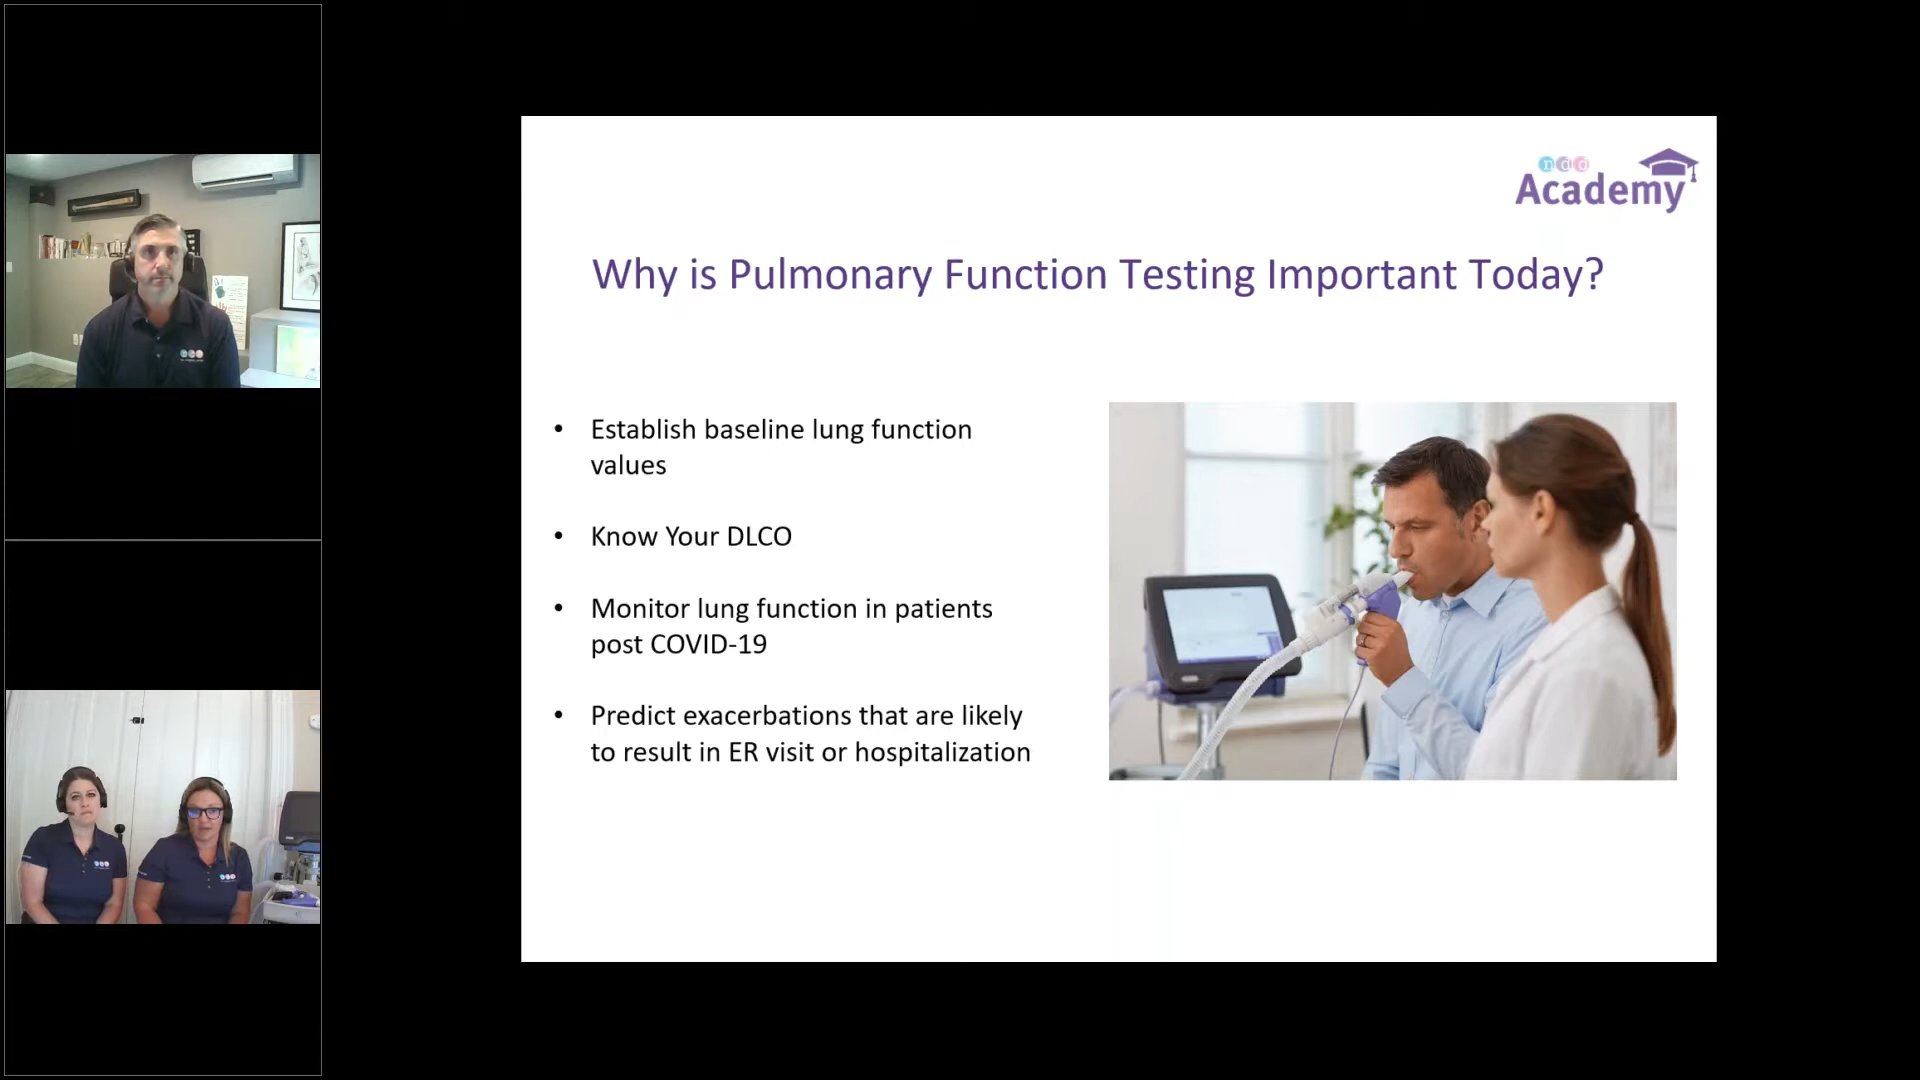 ndd
Academy
Why is Pulmonary Function Testing Important Today?
• Establish baseline lung function
values
• Know Your DLCO
• Monitor lung function in patients
post COVID-19
• Predict exacerbations that are likely
to result in ER visit or hospitalization